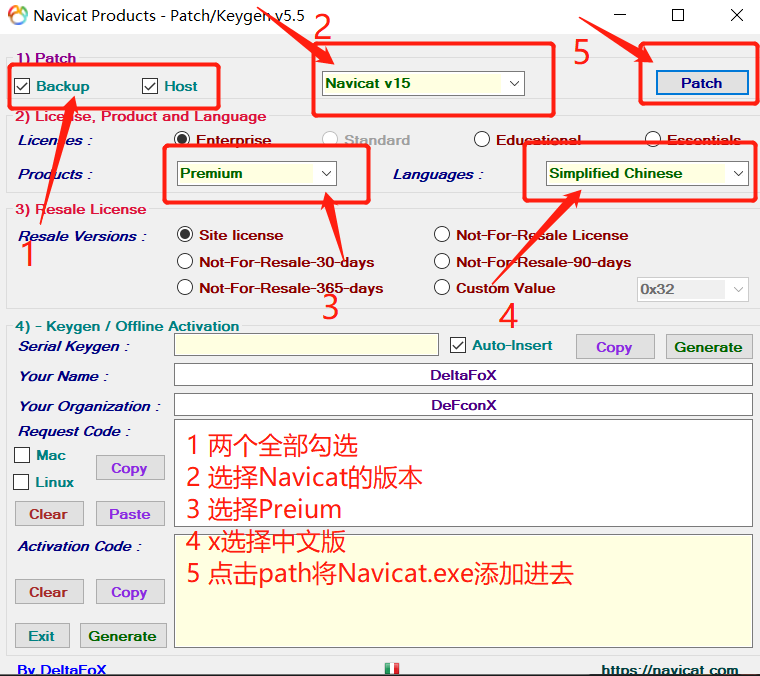 Navicat Products - Patch/Keygen v5.5
2
5
1) Patch
Backup
Host
Navicat v15
Patch
2) License, Product and Language
Licenses :
Enterprise
Standard
Educational
Essentials
Products :
Premium
Languages :
Simplified Chinese
3) Resale License
Resale Versions :
Site license
Not-For-Resale License
1
Not-For-Resale-30-days
Not-For-Resale-90-days
Not-For-Resale-365-days
Custom Value
0x32
3
4
4) - Keygen / Offline Activation
Serial Keygen :
Auto-Insert
Copy
Generate
Your Name :
DeltaFoX
Your Organization :
DeFconX
Request Code :
Mac
Linux
Copy
Clear
Paste
1 两个全部勾选
2 选择Navicat的版本
3 选择Preium
4 x选择中文版
5 点击path将Navicat.exe添加进去
Activation Code :
Clear
Copy
Exit
Generate
By DeltaFoX
https://navicat.com